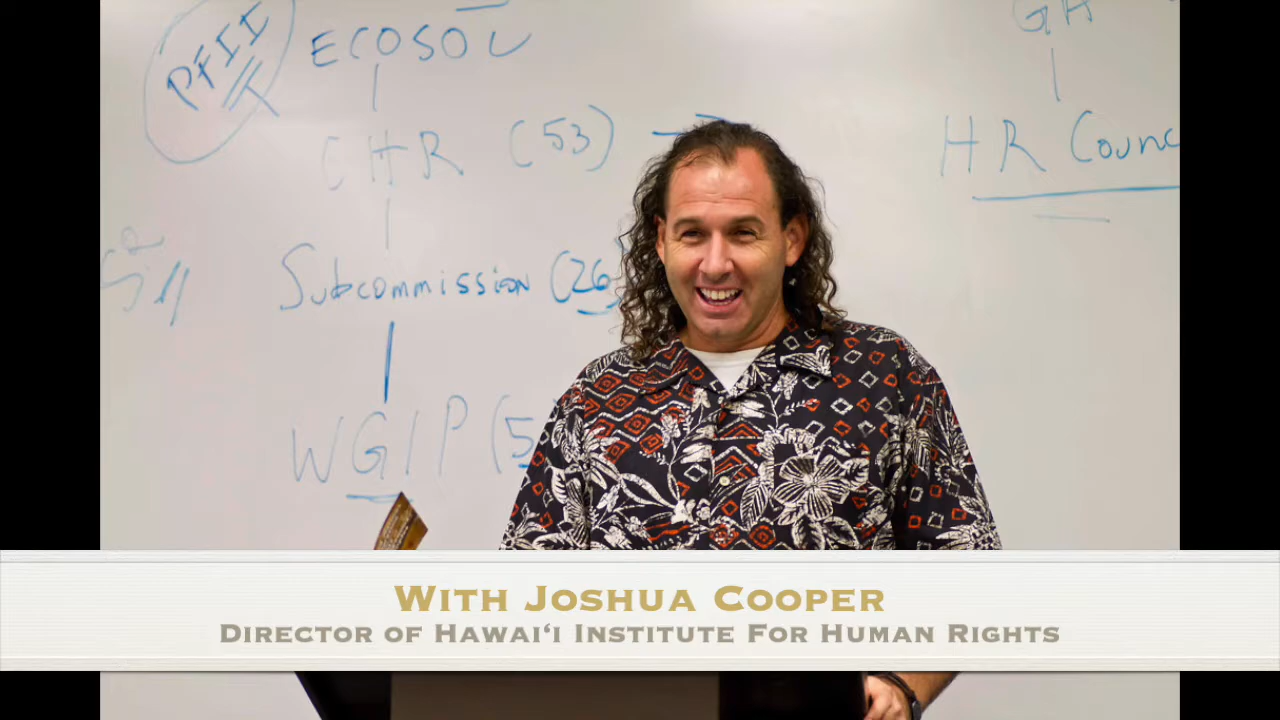 PFII
ECOSOC
GA
CHR (53) →
HR Counc
Subcommission (26
WGIP (5
WITH JOSHUA COOPER
DIRECTOR OF HAWAI‘I INSTITUTE FOR HUMAN RIGHTS